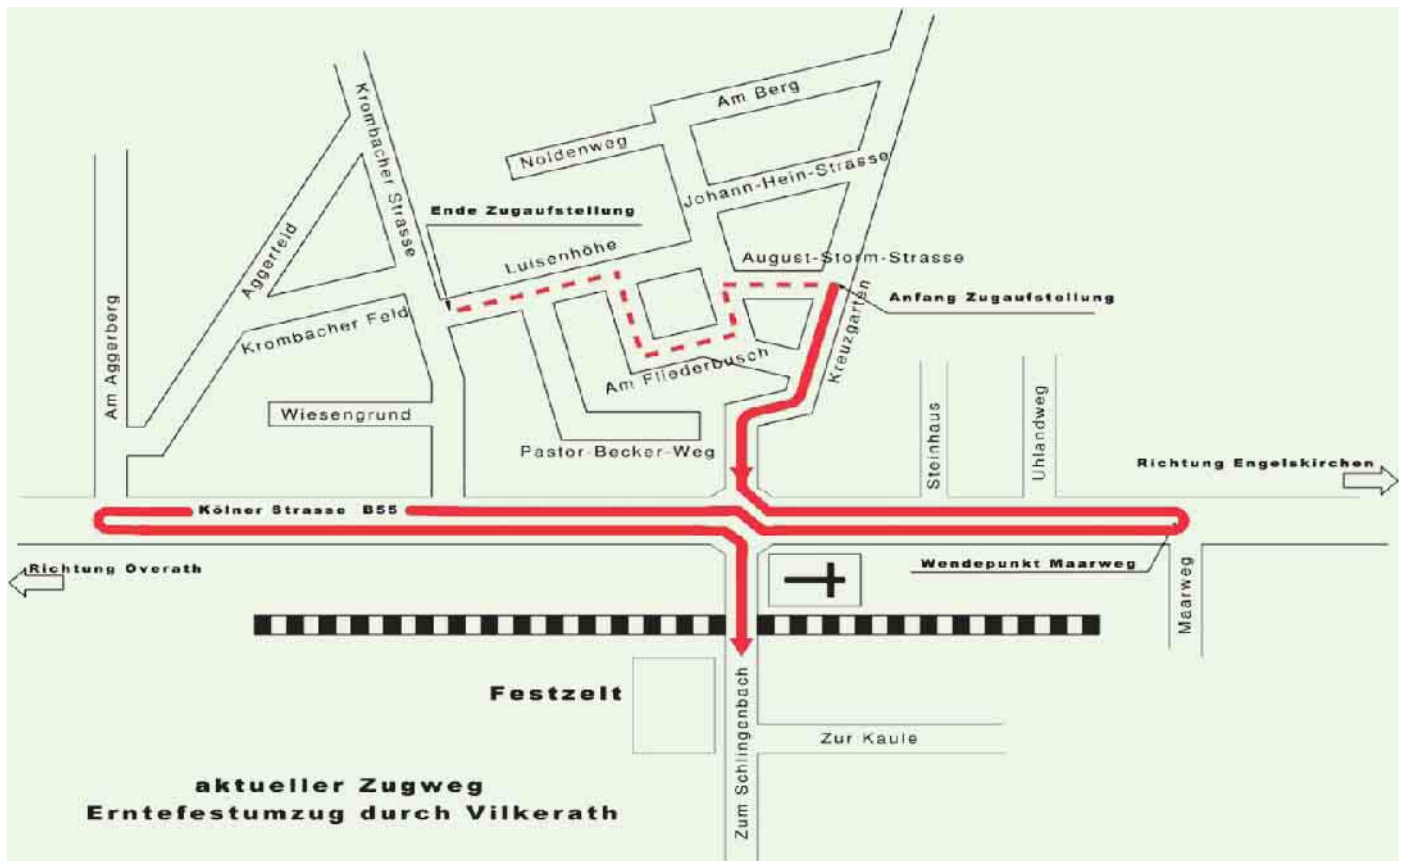 Am Berg
Krombacher Strasse
Noldenweg
Johann-Hein-Strasse
Ende Zugaufstellung
Aggerfeld
Luisenhöhe
August-Storm-Strasse
Anfang Zugaufstellung
Krombacher Feld
Am Aggerberg
Kreuzgarten
Am Fliederbusch
Wiesengrund
Steinhaus
Uhlandweg
Pastor-Becker-Weg
Richtung Engelskirchen
Kölner Strasse B55
Richtung Overath
Wendepunkt Maarweg
Maarweg
Festzelt
Zum Schlingenbach
Zur Kaule
aktueller Zugweg
Erntefestumzug durch Vilkerath